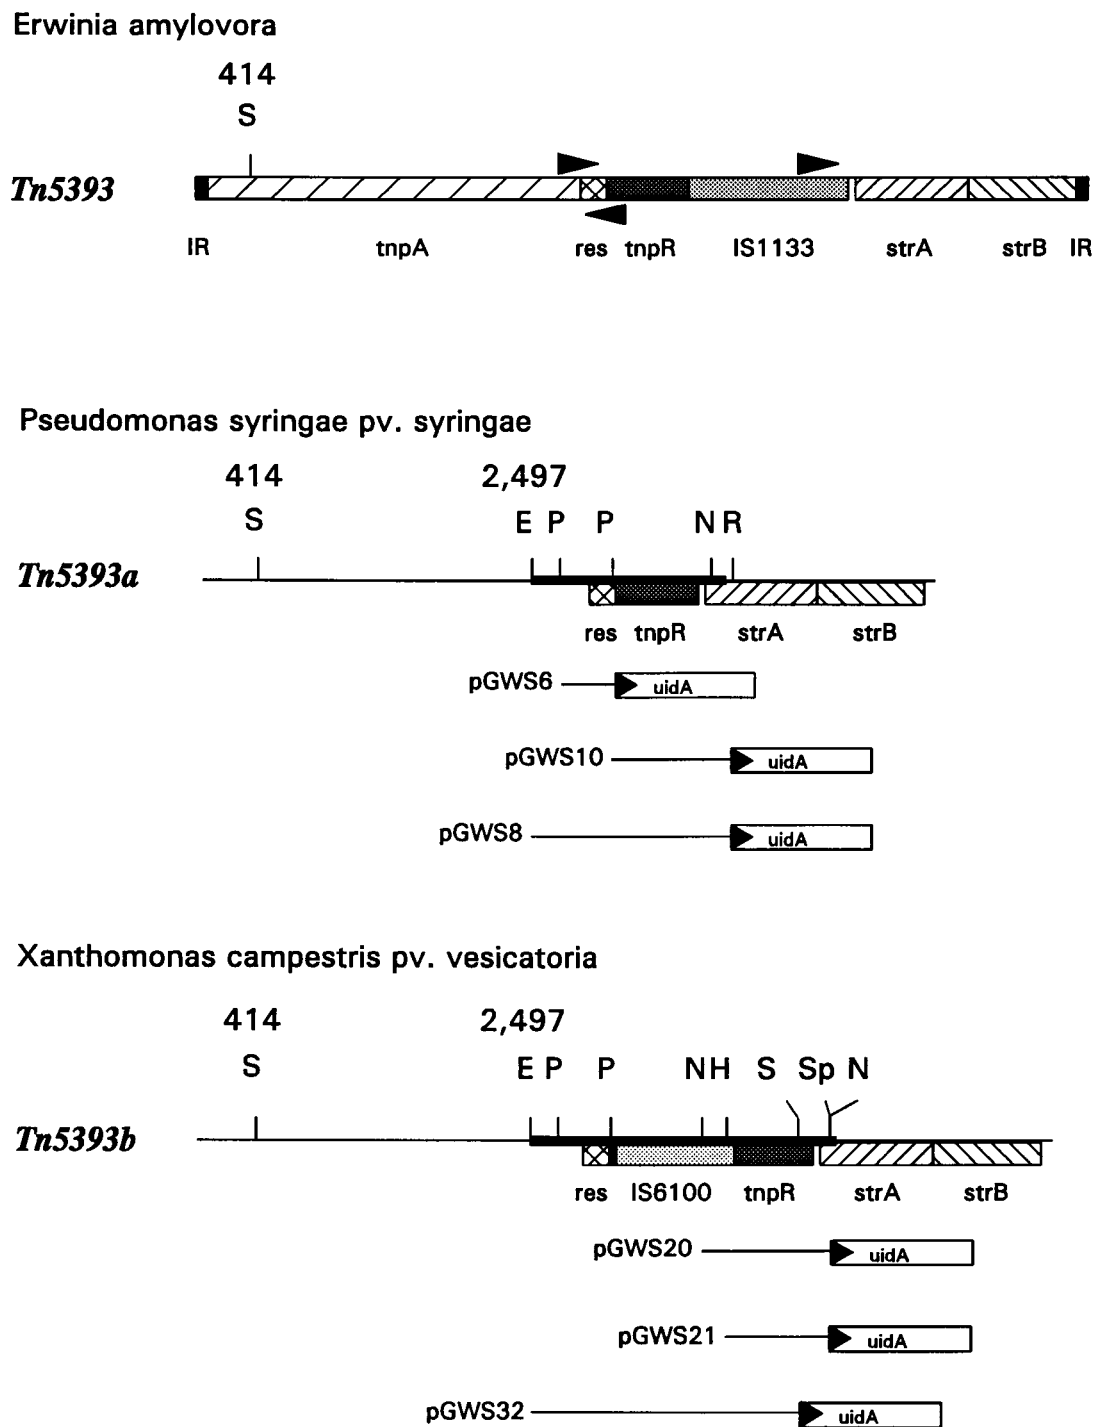 Erwinia amylovora
414
S
Tn5393
IR tnpA res tnpR IS1133 strA strB IR
Pseudomonas syringae pv. syringae
414 2,497
S E P P N R
Tn5393a
res tnpR strA strB
pGWS6 uidA
pGWS10 uidA
pGWS8 uidA
Xanthomonas campestris pv. vesicatoria
414 2,497
S E P P N H S Sp N
Tn5393b
res IS6100 tnpR strA strB
pGWS20 uidA
pGWS21 uidA
pGWS32 uidA